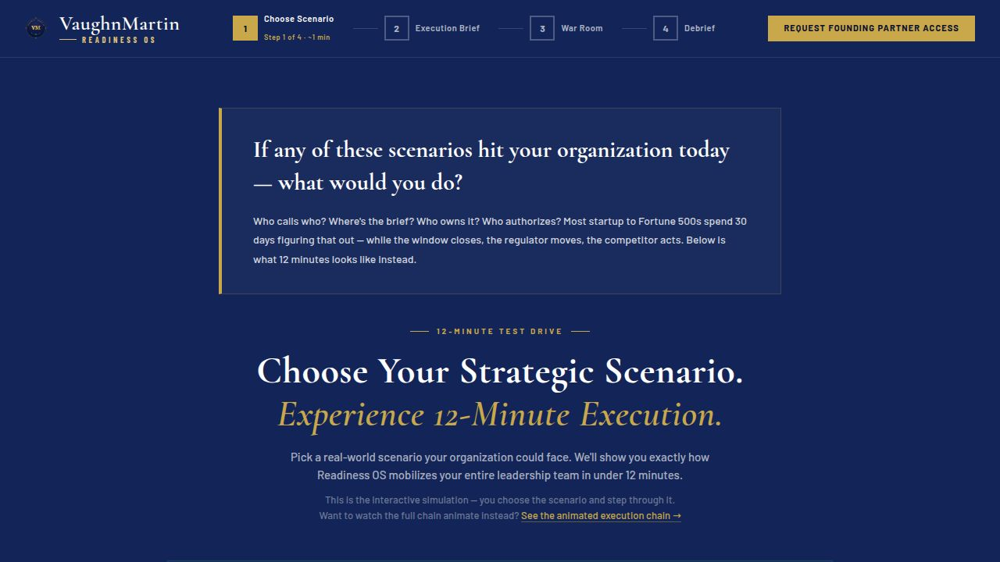 VM
VaughnMartin
READINESS OS
1
Choose Scenario
Step 1 of 4 · ~1 min
2
Execution Brief
3
War Room
4
Debrief
REQUEST FOUNDING PARTNER ACCESS
If any of these scenarios hit your organization today
— what would you do?
Who calls who? Where's the brief? Who owns it? Who authorizes? Most startup to Fortune 500s spend 30
days figuring that out — while the window closes, the regulator moves, the competitor acts. Below is
what 12 minutes looks like instead.
12-MINUTE TEST DRIVE
Choose Your Strategic Scenario.
Experience 12-Minute Execution.
Pick a real-world scenario your organization could face. We'll show you exactly how
Readiness OS mobilizes your entire leadership team in under 12 minutes.
This is the interactive simulation — you choose the scenario and step through it.
Want to watch the full chain animate instead? See the animated execution chain →